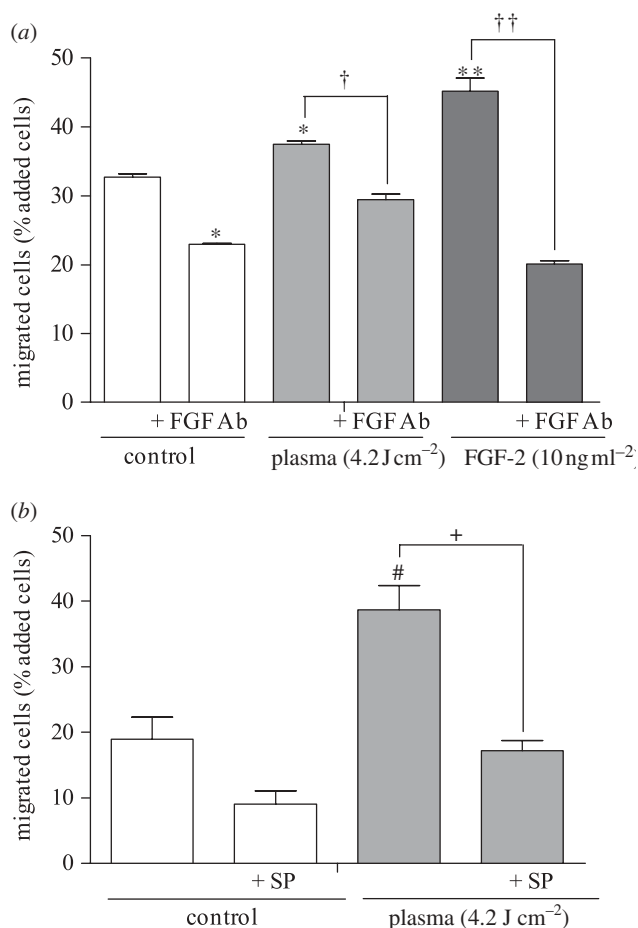 (a)
††
50
**
†
migrated cells (% added cells)
40
*
30
*
20
10
0
+ FGF Ab
+ FGF Ab
+ FGF Ab
control
plasma (4.2 J cm⁻²)
FGF-2 (10 ng ml⁻²)
(b)
50
+
#
migrated cells (% added cells)
40
30
20
10
0
+ SP
+ SP
control
plasma (4.2 J cm⁻²)